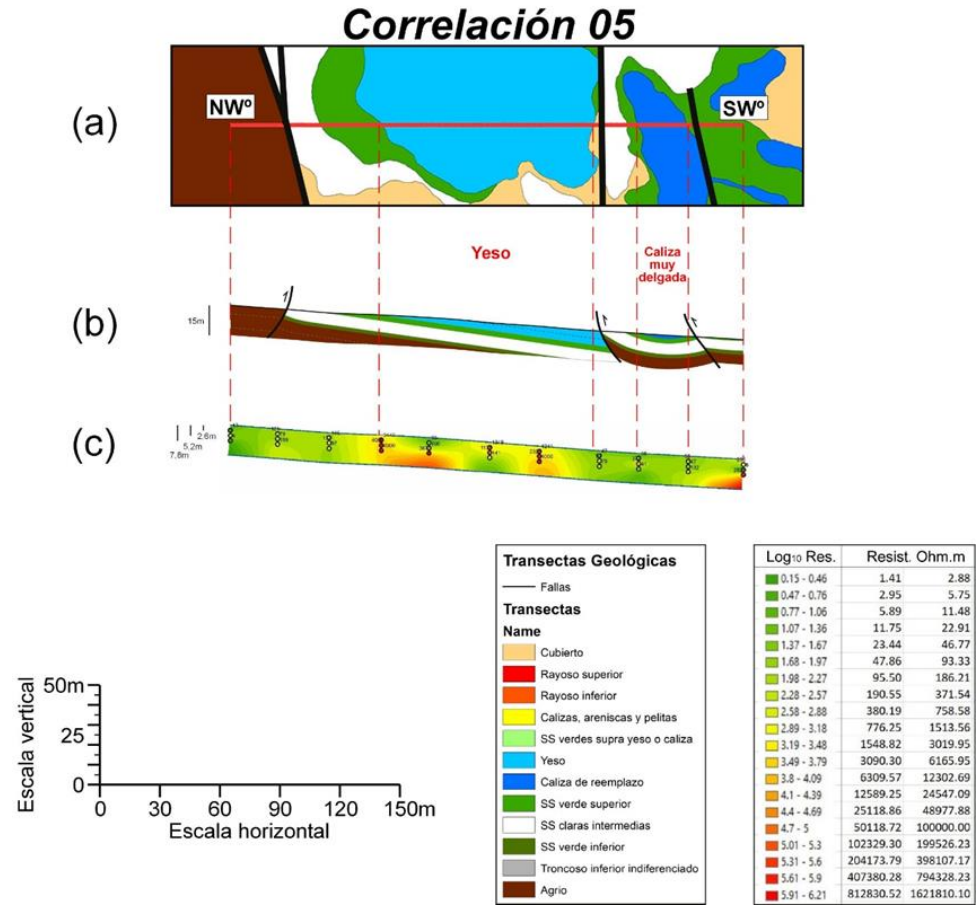 Correlación 05
(a)
NWº
SWº
Yeso
Caliza
muy
delgada
(b)
15m
(c)
2.6m
5.2m
7.8m
Transectas Geológicas
Fallas
Transectas
Name
Cubierto
Rayoso superior
Rayoso inferior
Calizas, areniscas y pelitas
SS verdes supra yeso o caliza
Yeso
Caliza de reemplazo
SS verde superior
SS claras intermedias
SS verde inferior
Troncoso inferior indiferenciado
Agrio
Log₁₀ Res. Resist. Ohm.m
0.15 - 0.46 1.41 2.88
0.47 - 0.76 2.95 5.75
0.77 - 1.06 5.89 11.48
1.07 - 1.36 11.75 22.91
1.37 - 1.67 23.44 46.77
1.68 - 1.97 47.86 93.33
1.98 - 2.27 95.50 186.21
2.28 - 2.57 190.55 371.54
2.58 - 2.88 380.19 758.58
2.89 - 3.18 776.25 1513.56
3.19 - 3.48 1548.82 3019.95
3.49 - 3.79 3090.30 6165.95
3.8 - 4.09 6309.57 12302.69
4.1 - 4.39 12589.25 24547.09
4.4 - 4.69 25118.86 48977.88
4.7 - 5 50118.72 100000.00
5.01 - 5.3 102329.30 199526.23
5.31 - 5.6 204173.79 398107.17
5.61 - 5.9 407380.28 794328.23
5.91 - 6.21 812830.52 1621810.10
Escala vertical
50m
25
0
0 30 60 90 120 150m
Escala horizontal